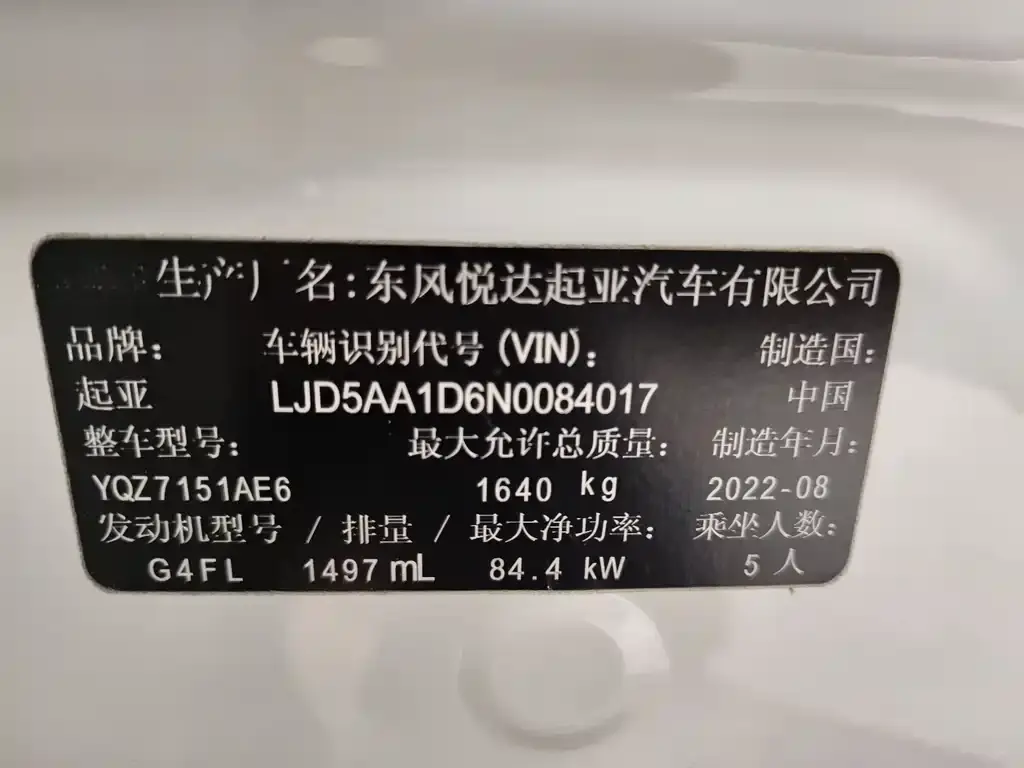 生产厂名:东风悦达起亚汽车有限公司
品牌: 车辆识别代号(VIN): 制造国:
起亚 LJD5AA1D6N0084017 中国
整车型号: 最大允许总质量: 制造年月:
YQZ7151AE6 1640 kg 2022-08
发动机型号 / 排量 / 最大净功率: 乘坐人数:
G4FL 1497 mL 84.4 kW 5 人